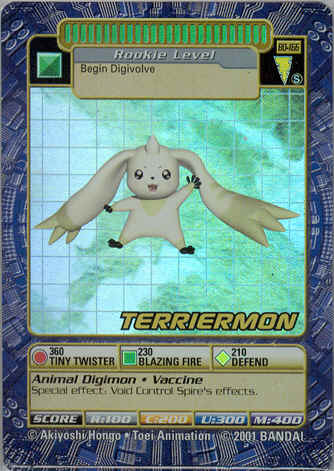 Rookie Level
BO-166
Begin Digivolve
S
TERRIERMON
360 TINY TWISTER
230 BLAZING FIRE
210 DEFEND
Animal Digimon • Vaccine
Special effect: Void Control Spire's effects.
SCORE R:100 C:200 U:300 M:400
©Akiyoshi/Hongo • Toei Animation ©2001 BANDAI